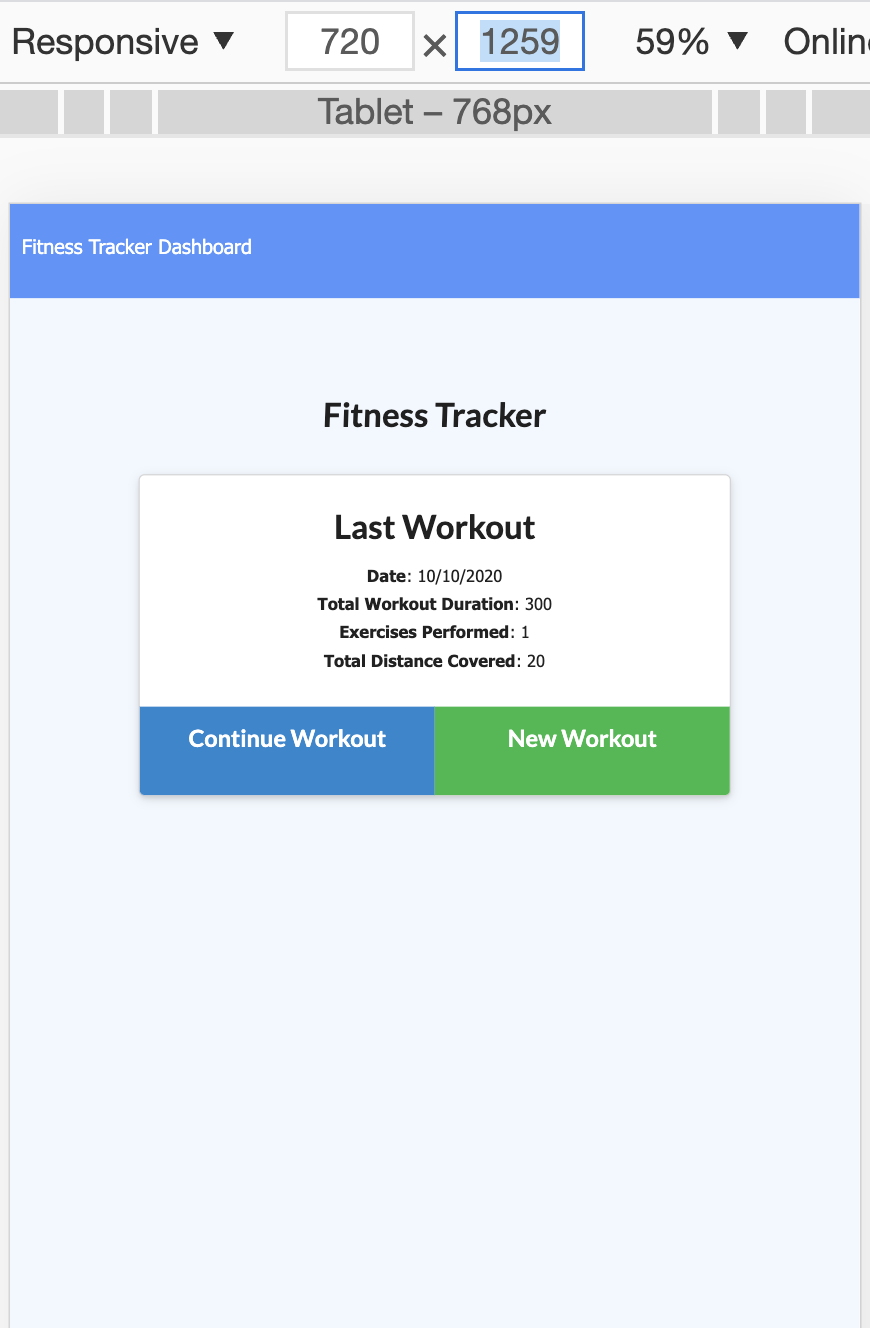 Responsive ▼ 720 × 1259 59% ▼ Onlin
Tablet – 768px
Fitness Tracker Dashboard
Fitness Tracker
Last Workout
Date: 10/10/2020
Total Workout Duration: 300
Exercises Performed: 1
Total Distance Covered: 20
Continue Workout New Workout